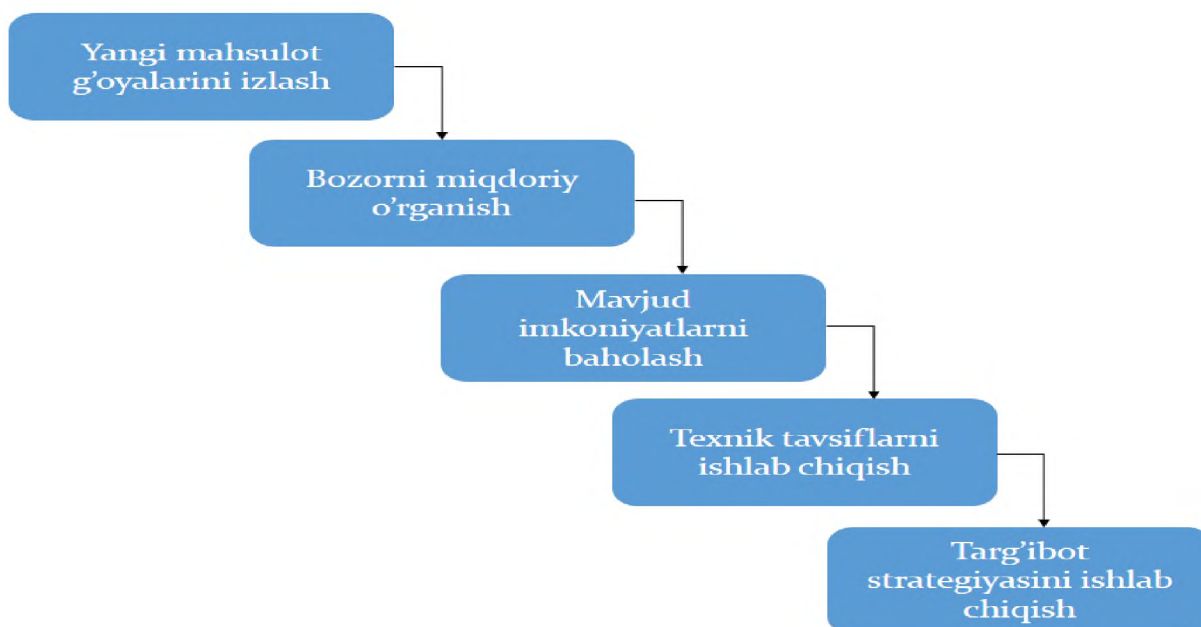 Yangi mahsulot
g’oyalarini izlash
Bozorni miqdoriy
o’rganish
Mavjud
imkoniyatlarni
baholash
Texnik tavsiflarni
ishlab chiqish
Targ’ibot
strategiyasini ishlab
chiqish